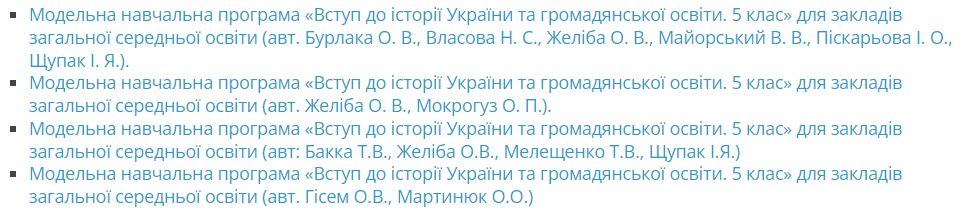 Модельна навчальна програма «Вступ до історії України та громадянської освіти. 5 клас» для закладів
загальної середньої освіти (авт. Бурлака О. В., Власова Н. С., Желіба О. В., Майорський В. В., Піскарьова І. О.,
Щупак І. Я.).
Модельна навчальна програма «Вступ до історії України та громадянської освіти. 5 клас» для закладів
загальної середньої освіти (авт. Желіба О. В., Мокрогуз О. П.).
Модельна навчальна програма «Вступ до історії України та громадянської освіти. 5 клас» для закладів
загальної середньої освіти (авт: Бакка Т.В., Желіба О.В., Мелещенко Т.В., Щупак І.Я.)
Модельна навчальна програма «Вступ до історії України та громадянської освіти. 5 клас» для закладів
загальної середньої освіти (авт. Гісем О.В., Мартинюк О.О.)